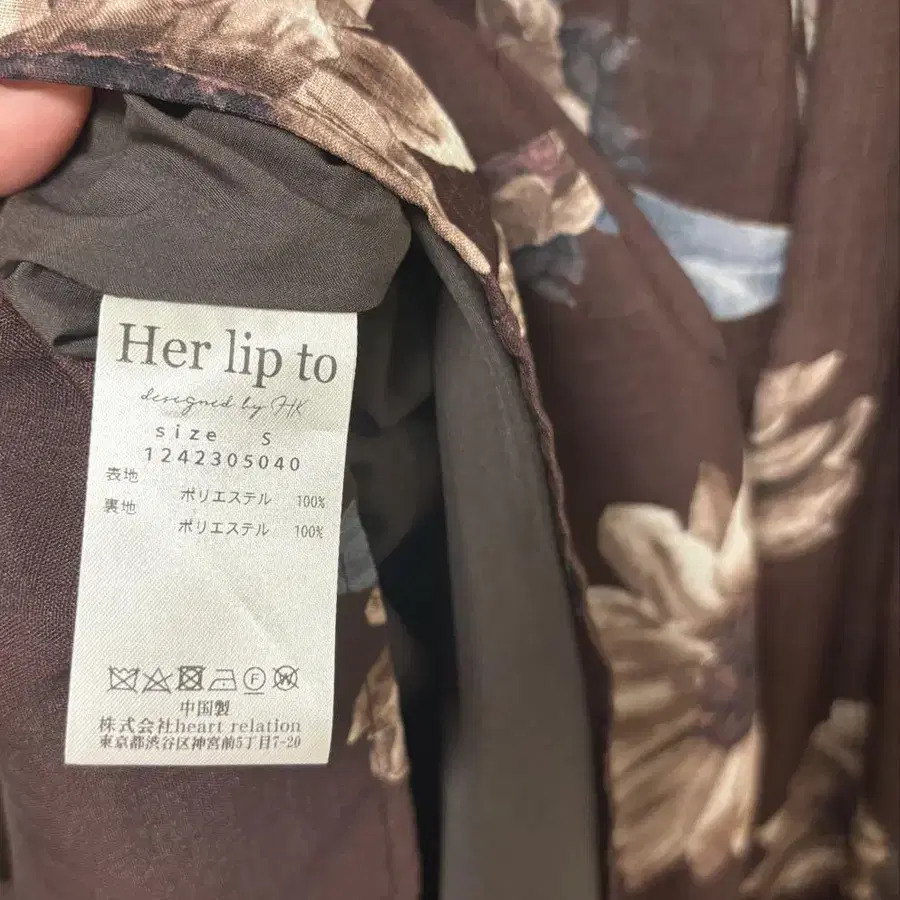 Her lip to
designed by HK
size S
1242305040
表地 ポリエステル 100%
裏地 ポリエステル 100%
F W
中国製
株式会社heart relation
東京都渋谷区神宮前5丁目7-20